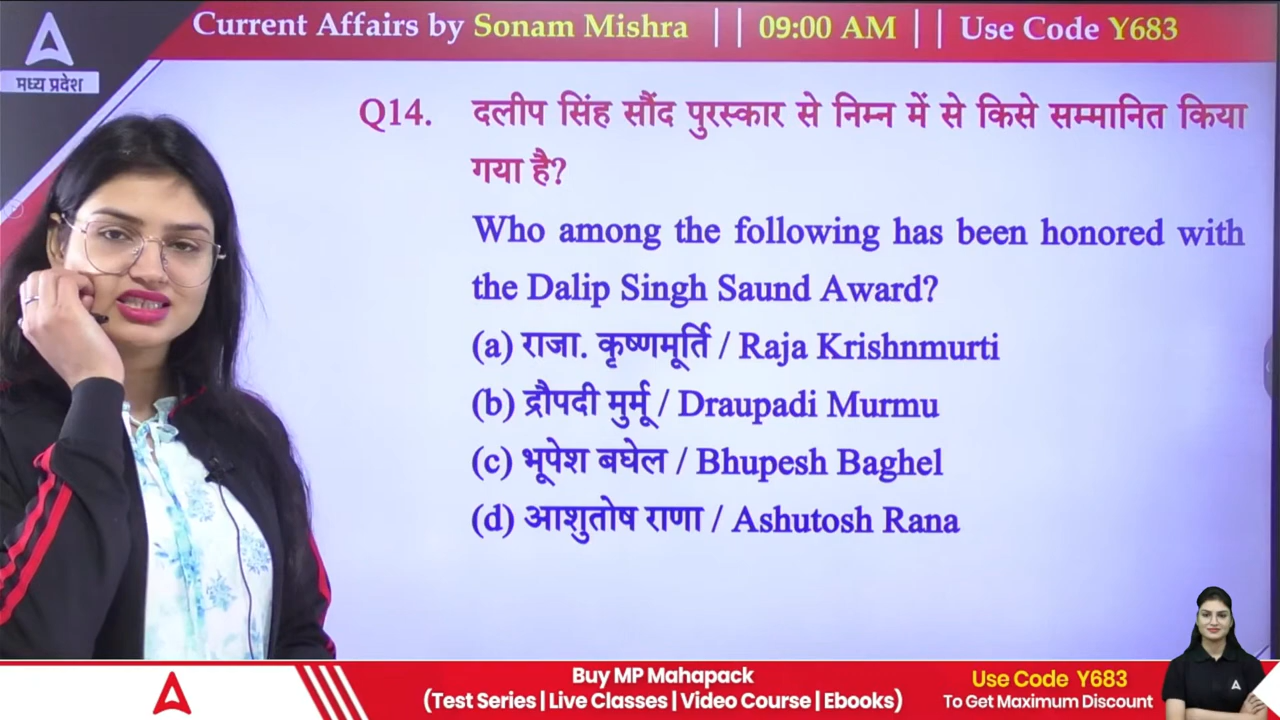 Current Affairs by Sonam Mishra || 09:00 AM || Use Code Y683
मध्य प्रदेश
Q14. दलीप सिंह सौंद पुरस्कार से निम्न में से किसे सम्मानित किया
गया है?
Who among the following has been honored with
the Dalip Singh Saund Award?
(a) राजा. कृष्णमूर्ति / Raja Krishnmurti
(b) द्रौपदी मुर्मू / Draupadi Murmu
(c) भूपेश बघेल / Bhupesh Baghel
(d) आशुतोष राणा / Ashutosh Rana
Buy MP Mahapack
(Test Series | Live Classes | Video Course | Ebooks)
Use Code Y683
To Get Maximum Discount